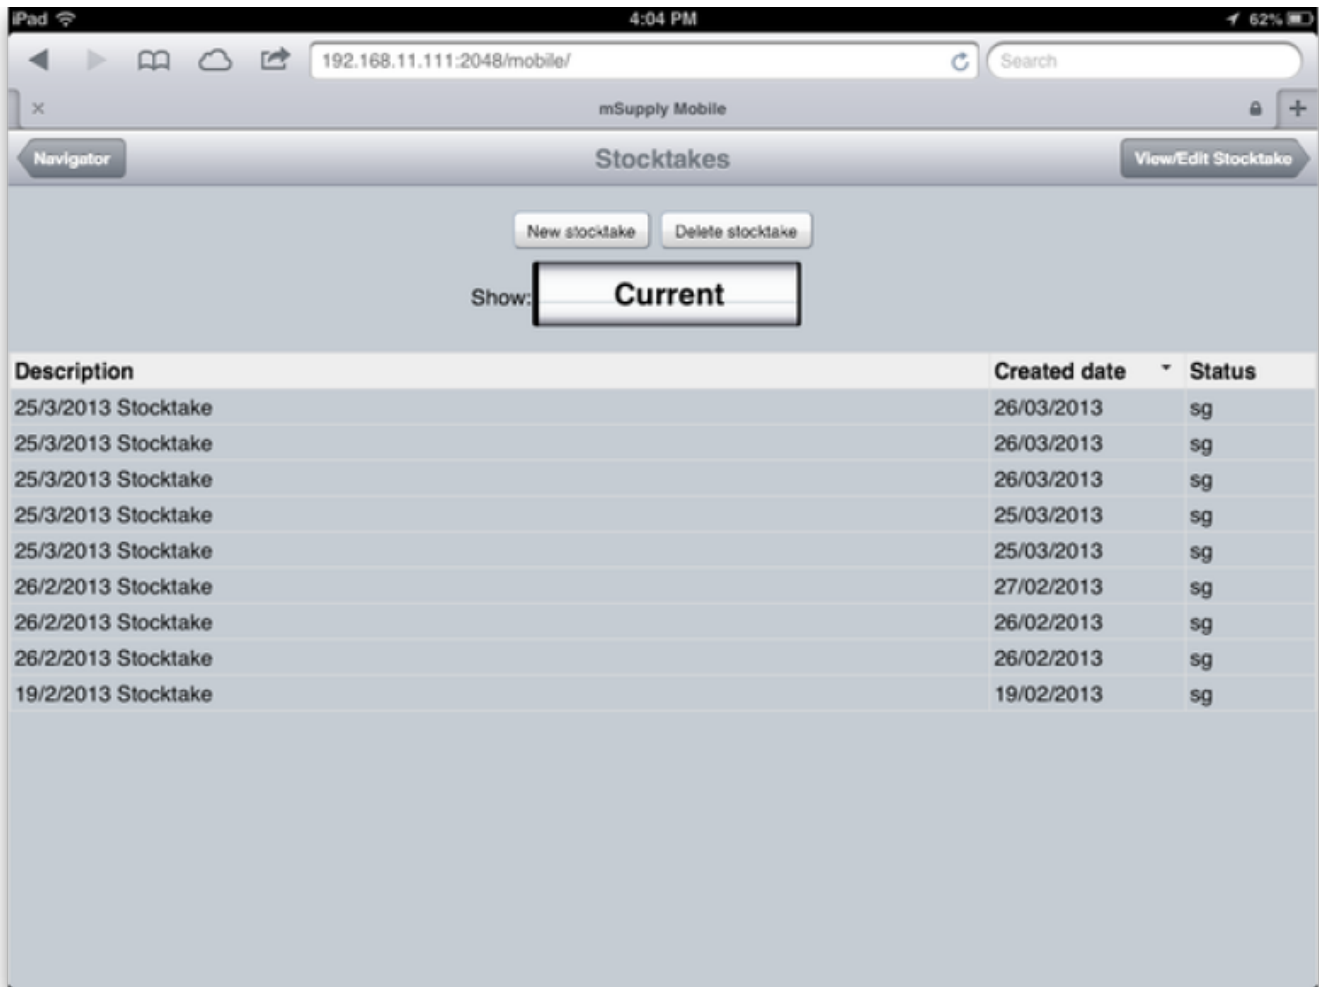 iPad 4:04 PM 62%
192.168.11.111:2048/mobile/ Search
mSupply Mobile
Navigator Stocktakes View/Edit Stocktake
New stocktake Delete stocktake
Show: Current
Description Created date Status
25/3/2013 Stocktake 26/03/2013 sg
25/3/2013 Stocktake 26/03/2013 sg
25/3/2013 Stocktake 26/03/2013 sg
25/3/2013 Stocktake 25/03/2013 sg
25/3/2013 Stocktake 25/03/2013 sg
26/2/2013 Stocktake 27/02/2013 sg
26/2/2013 Stocktake 26/02/2013 sg
26/2/2013 Stocktake 26/02/2013 sg
19/2/2013 Stocktake 19/02/2013 sg